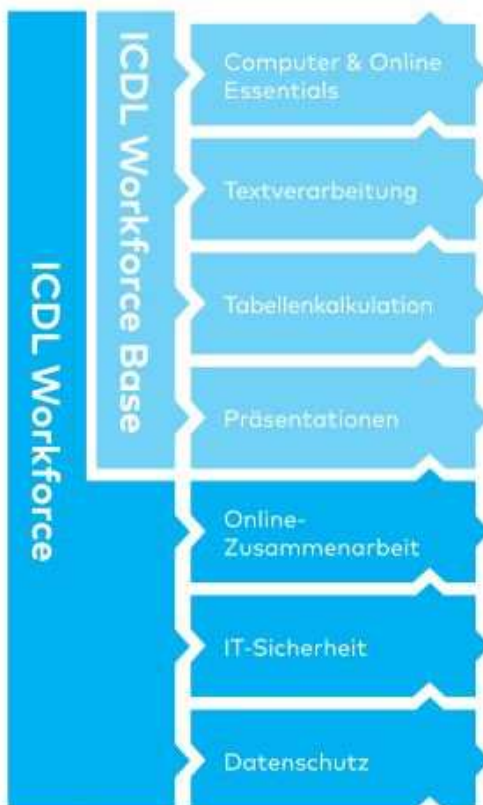 ICDL Workforce
ICDL Workforce Base
Computer & Online
Essentials
Textverarbeitung
Tabellenkalkulation
Präsentationen
Online-
Zusammenarbeit
IT-Sicherheit
Datenschutz